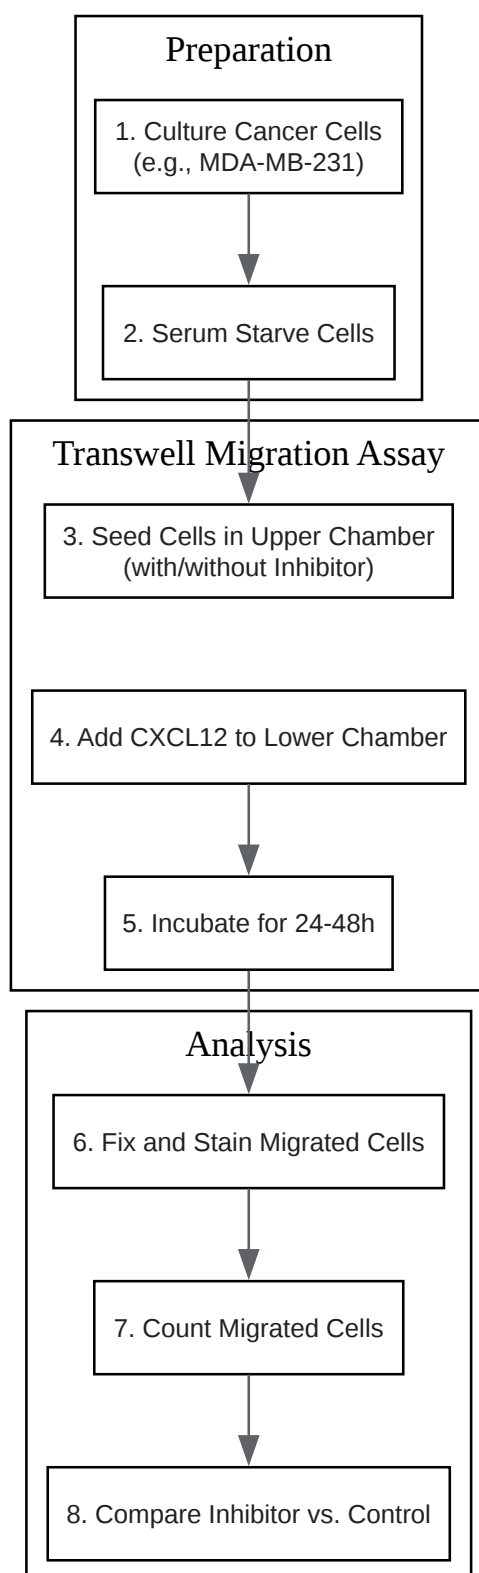 Preparation
1. Culture Cancer Cells
(e.g., MDA-MB-231)
2. Serum Starve Cells
Transwell Migration Assay
3. Seed Cells in Upper Chamber
(with/without Inhibitor)
4. Add CXCL12 to Lower Chamber
5. Incubate for 24-48h
Analysis
6. Fix and Stain Migrated Cells
7. Count Migrated Cells
8. Compare Inhibitor vs. Control